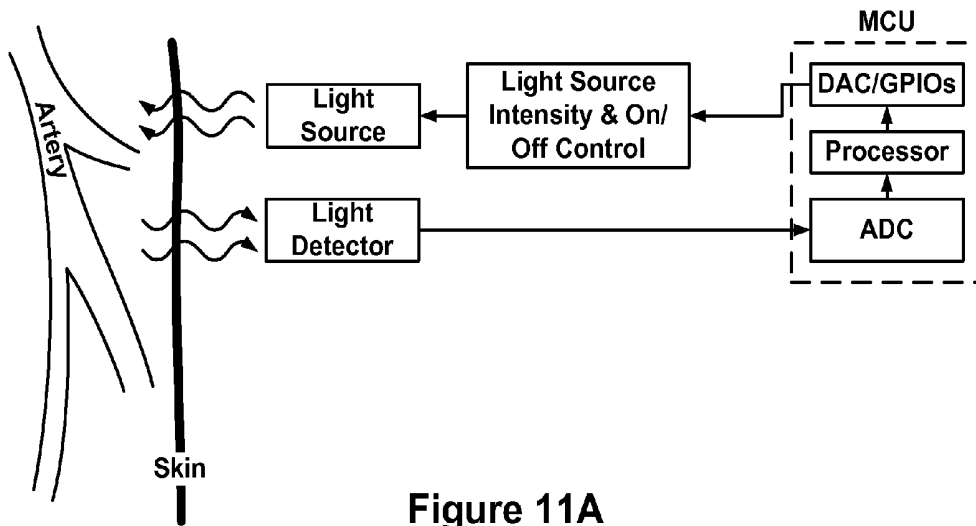 MCU
Artery
Light
Source
Light Source
Intensity & On/
Off Control
DAC/GPIOs
Processor
Light
Detector
ADC
Skin
Figure 11A